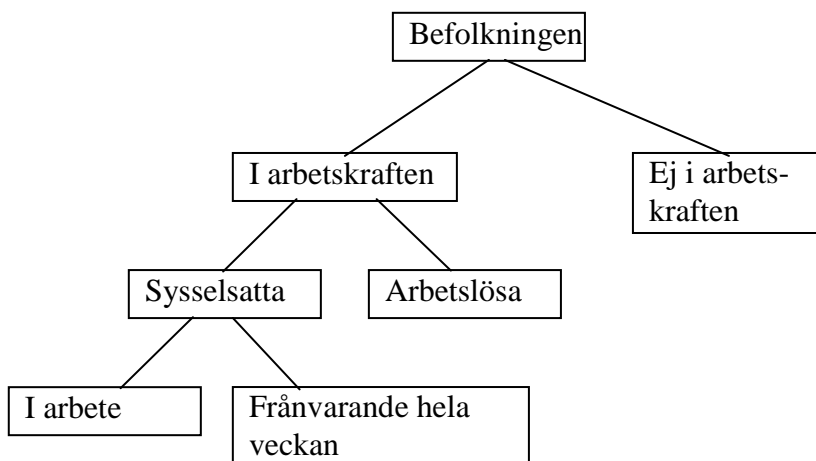 Befolkningen
I arbetskraften
Ej i arbets-
kraften
Sysselsatta
Arbetslösa
I arbete
Frånvarande hela
veckan